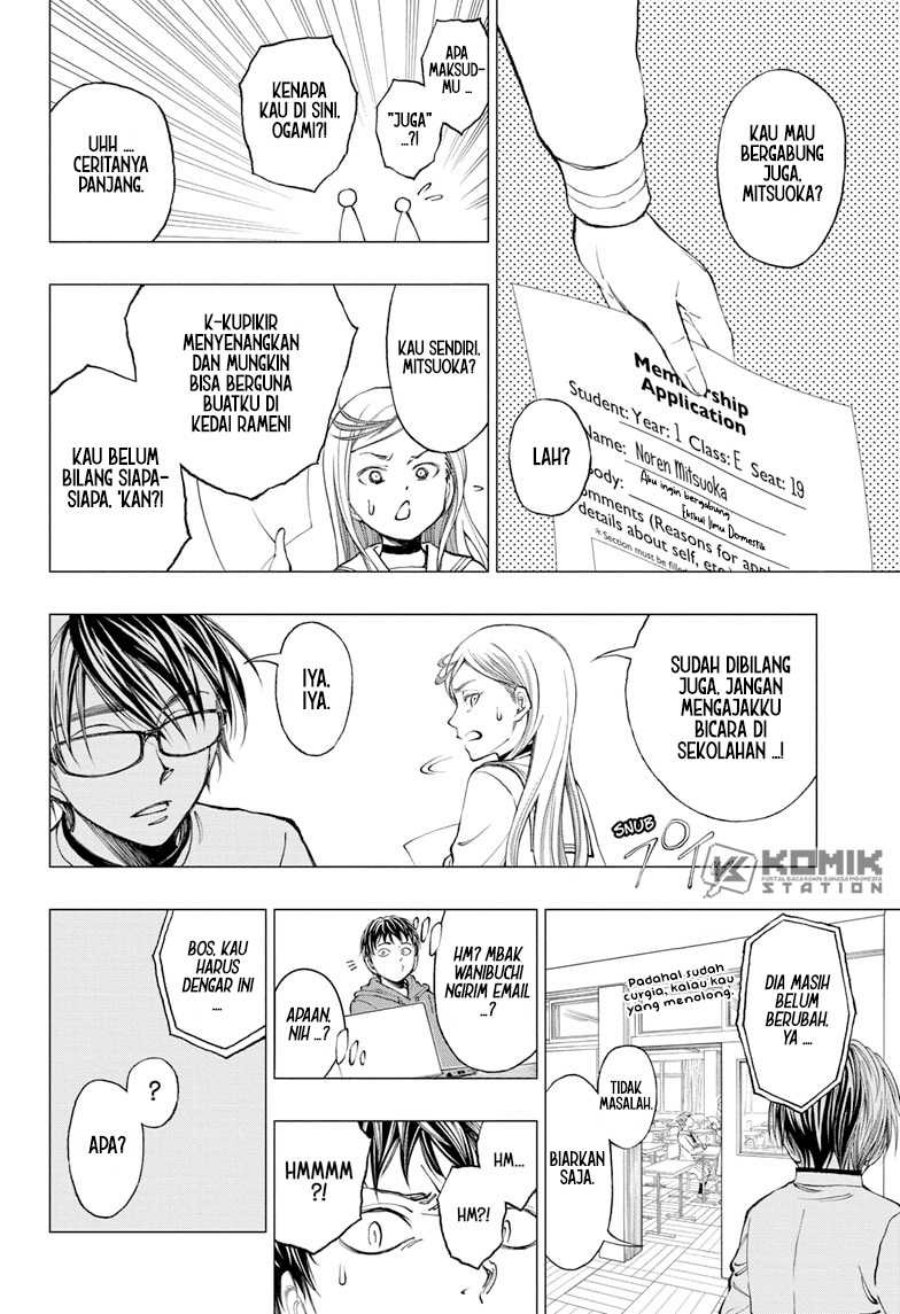 KAU MAU
BERGABUNG
JUGA,
MITSUOKA?
Membership
Application
Student: Year: 1 Class: E Seat: 19
Name: Noren Mitsuoka
Aku ingin bergabung
Ekskul Ilmu Domestik
(Reasons for
details about self, etc
LAH?
APA
MAKSUD-
MU ...
"JUGA"
...?!
KENAPA
KAU DI SINI,
OGAMI?!
UHH ....
CERITANYA
PANJANG.
KAU SENDIRI,
MITSUOKA?
K-KUPIKIR
MENYENANGKAN
DAN MUNGKIN
BISA BERGUNA
BUATKU DI
KEDAI RAMEN!
KAU BELUM
BILANG SIAPA-
SIAPA, 'KAN?!
SUDAH DIBILANG
JUGA, JANGAN
MENGAJAKKU
BICARA DI
SEKOLAHAN ...!
SNUB
プイッ
IYA,
IYA.
KOMIK
STATION
DIA MASIH
BELUM
BERUBAH,
YA ....
Padahal sudah
curiga, kalau kau
yang menolong.
TIDAK
MASALAH.
BIARKAN
SAJA.
HM? MBAK
WANIBUCHI
NGIRIM EMAIL
...?
APAAN,
NIH ...?
HM...
HM?!
HMMMM
?!
BOS, KAU
HARUS
DENGAR INI
....
?
APA?